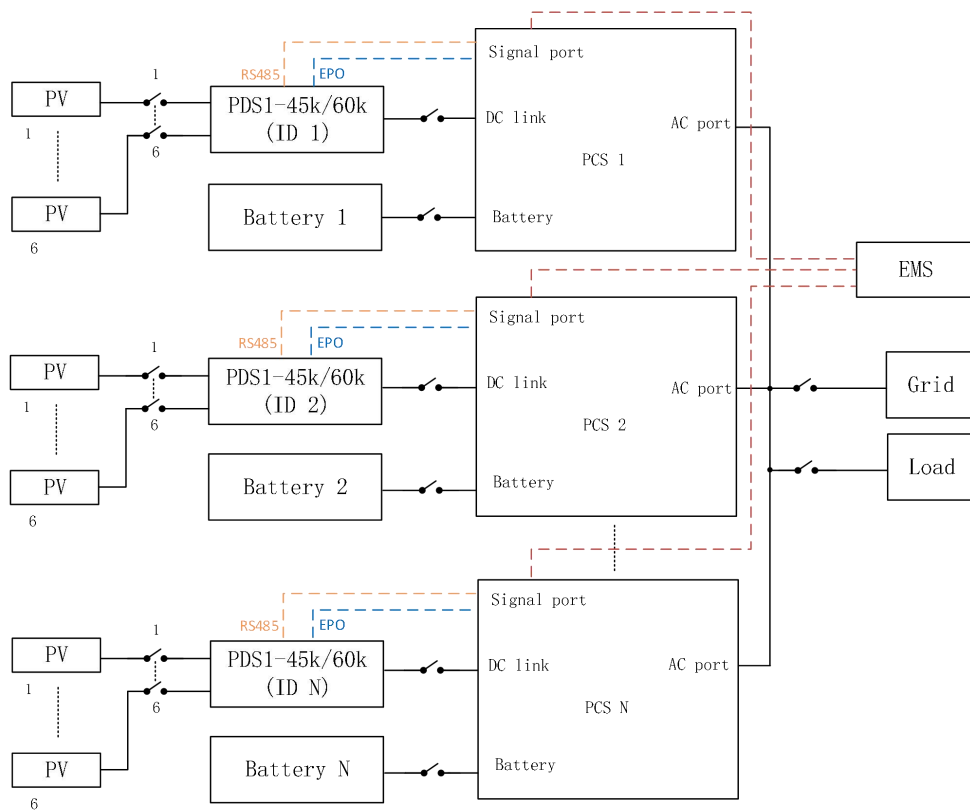 Signal port
RS485
EPO
1
PV
PDS1-45k/60k
(ID 1)
DC link
AC port
1
6
PCS 1
PV
6
Battery 1
Battery
EMS
Signal port
RS485
EPO
1
PV
PDS1-45k/60k
(ID 2)
DC link
AC port
Grid
1
6
PCS 2
PV
6
Battery 2
Battery
Load
Signal port
RS485
EPO
1
PV
PDS1-45k/60k
(ID N)
DC link
AC port
1
6
PCS N
PV
6
Battery N
Battery